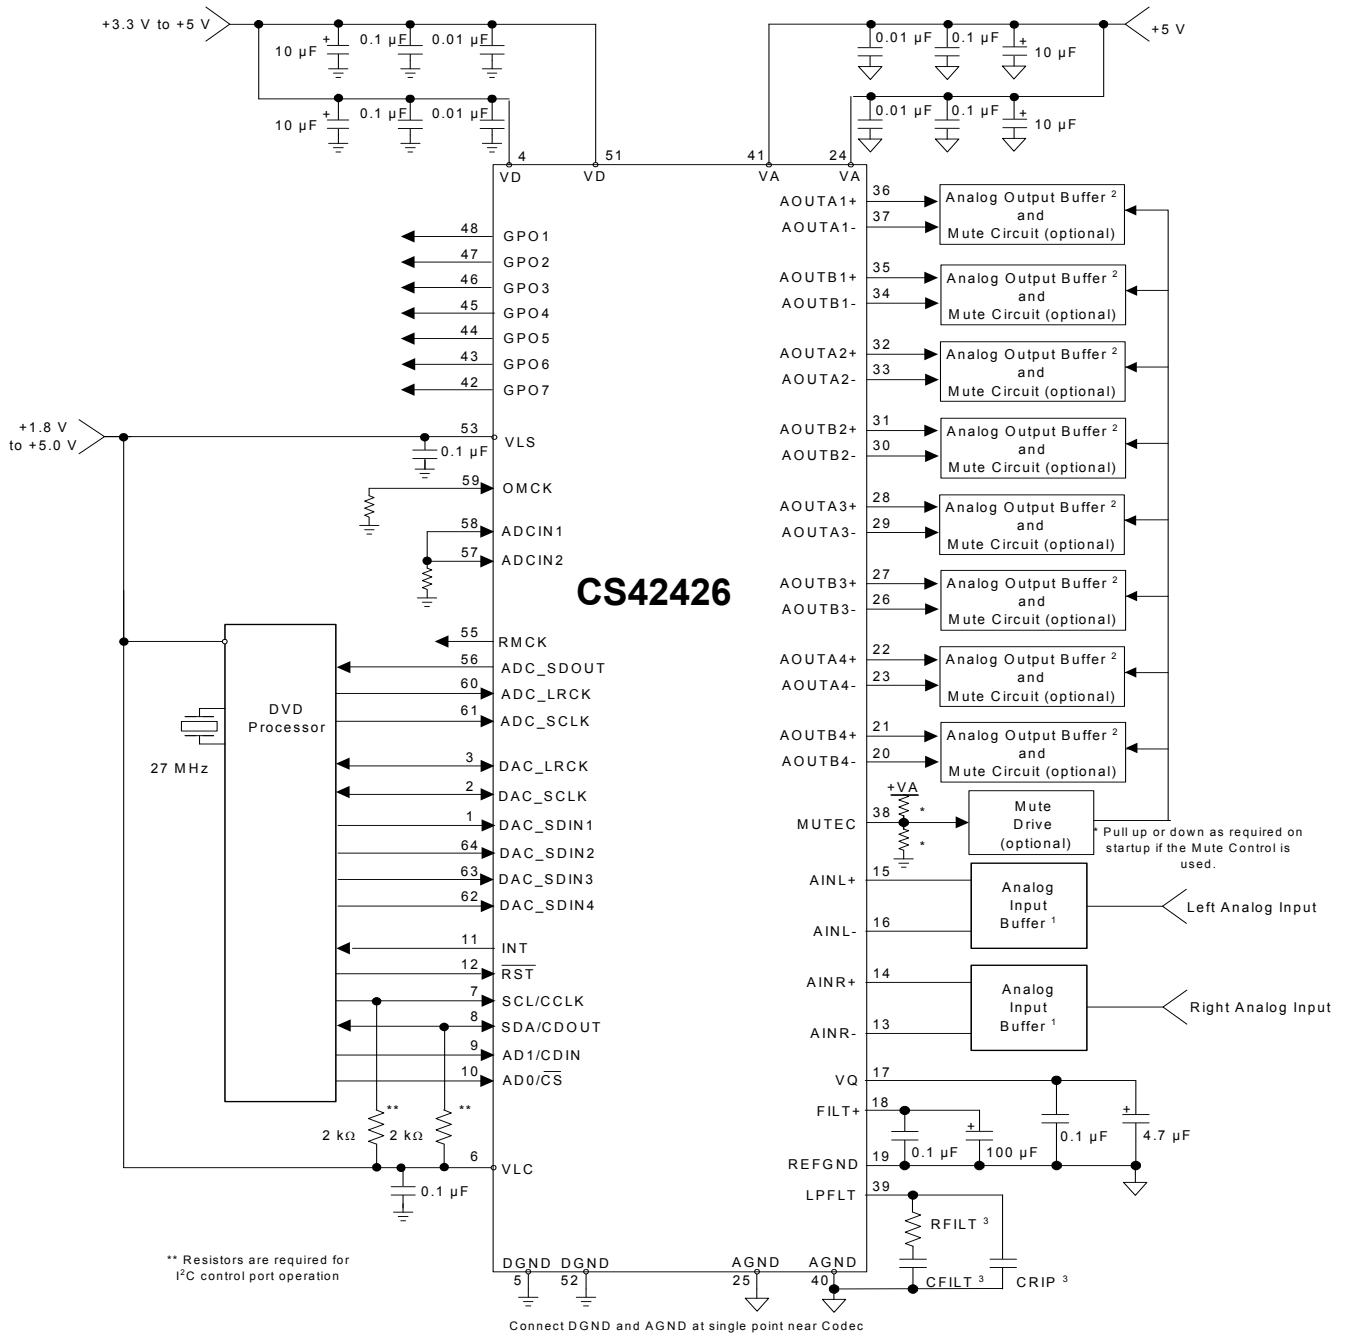 +3.3 V to +5 V
10 µF
+
0.1 µF
0.01 µF
10 µF
+
0.1 µF
0.01 µF
0.01 µF
0.1 µF
+
10 µF
+5 V
0.01 µF
0.1 µF
+
10 µF
4
VD
51
VD
41
VA
24
VA
48
GPO1
47
GPO2
46
GPO3
45
GPO4
44
GPO5
43
GPO6
42
GPO7
+1.8 V
to +5.0 V
53
VLS
0.1 µF
59
OMCK
58
ADCIN1
57
ADCIN2
CS42426
55
RMCK
56
ADC_SDOUT
60
ADC_LRCK
61
ADC_SCLK
DVD
Processor
27 MHz
3
DAC_LRCK
2
DAC_SCLK
1
DAC_SDIN1
64
DAC_SDIN2
63
DAC_SDIN3
62
DAC_SDIN4
11
INT
12
RST
7
SCL/CCLK
8
SDA/CDOUT
9
AD1/CDIN
10
AD0/CS
**
2 kΩ
**
2 kΩ
6
VLC
0.1 µF
** Resistors are required for
I2C control port operation
AOUTA1+
36
AOUTA1-
37
Analog Output Buffer 2
and
Mute Circuit (optional)
AOUTB1+
35
AOUTB1-
34
Analog Output Buffer 2
and
Mute Circuit (optional)
AOUTA2+
32
AOUTA2-
33
Analog Output Buffer 2
and
Mute Circuit (optional)
AOUTB2+
31
AOUTB2-
30
Analog Output Buffer 2
and
Mute Circuit (optional)
AOUTA3+
28
AOUTA3-
29
Analog Output Buffer 2
and
Mute Circuit (optional)
AOUTB3+
27
AOUTB3-
26
Analog Output Buffer 2
and
Mute Circuit (optional)
AOUTA4+
22
AOUTA4-
23
Analog Output Buffer 2
and
Mute Circuit (optional)
AOUTB4+
21
AOUTB4-
20
Analog Output Buffer 2
and
Mute Circuit (optional)
+VA
*
*
MUTEC
38
Mute
Drive
(optional)
* Pull up or down as required on
startup if the Mute Control is
used.
AINL+
15
AINL-
16
Analog
Input
Buffer 1
Left Analog Input
AINR+
14
AINR-
13
Analog
Input
Buffer 1
Right Analog Input
VQ
17
FILT+
18
0.1 µF
+
100 µF
0.1 µF
+
4.7 µF
REFGND
19
LPFLT
39
RFILT 3
CFILT 3
CRIP 3
DGND
5
DGND
52
AGND
25
AGND
40
Connect DGND and AGND at single point near Codec